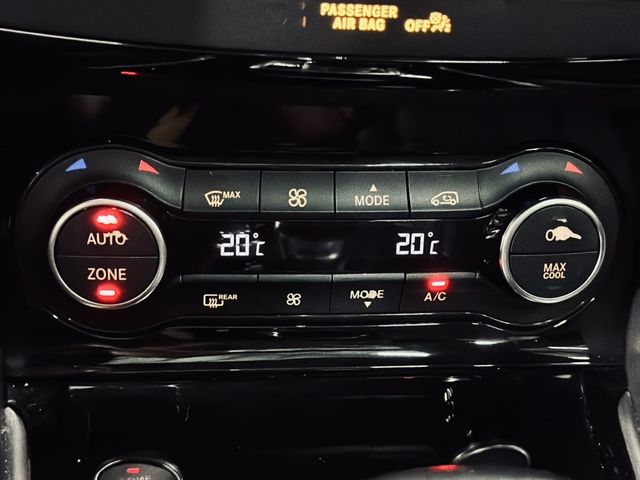 PASSENGER
AIR BAG OFF
MAX
MODE
AUTO
20°C
20°C
ZONE
MAX
COOL
REAR
MODE
A/C